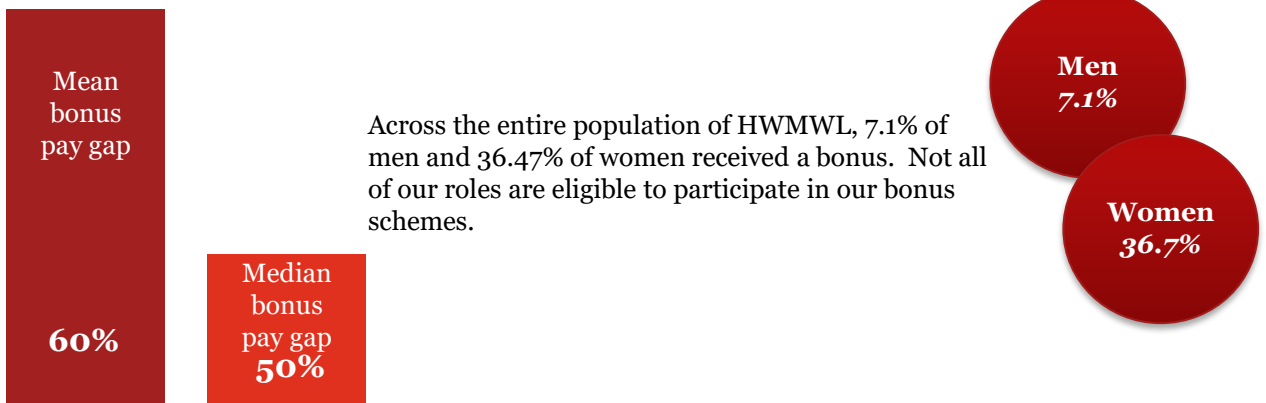 Mean
bonus
pay gap
60%
Median
bonus
pay gap
50%
Across the entire population of HWMWL, 7.1% of
men and 36.47% of women received a bonus.  Not all
of our roles are eligible to participate in our bonus
schemes.
Men
7.1%
Women
36.7%